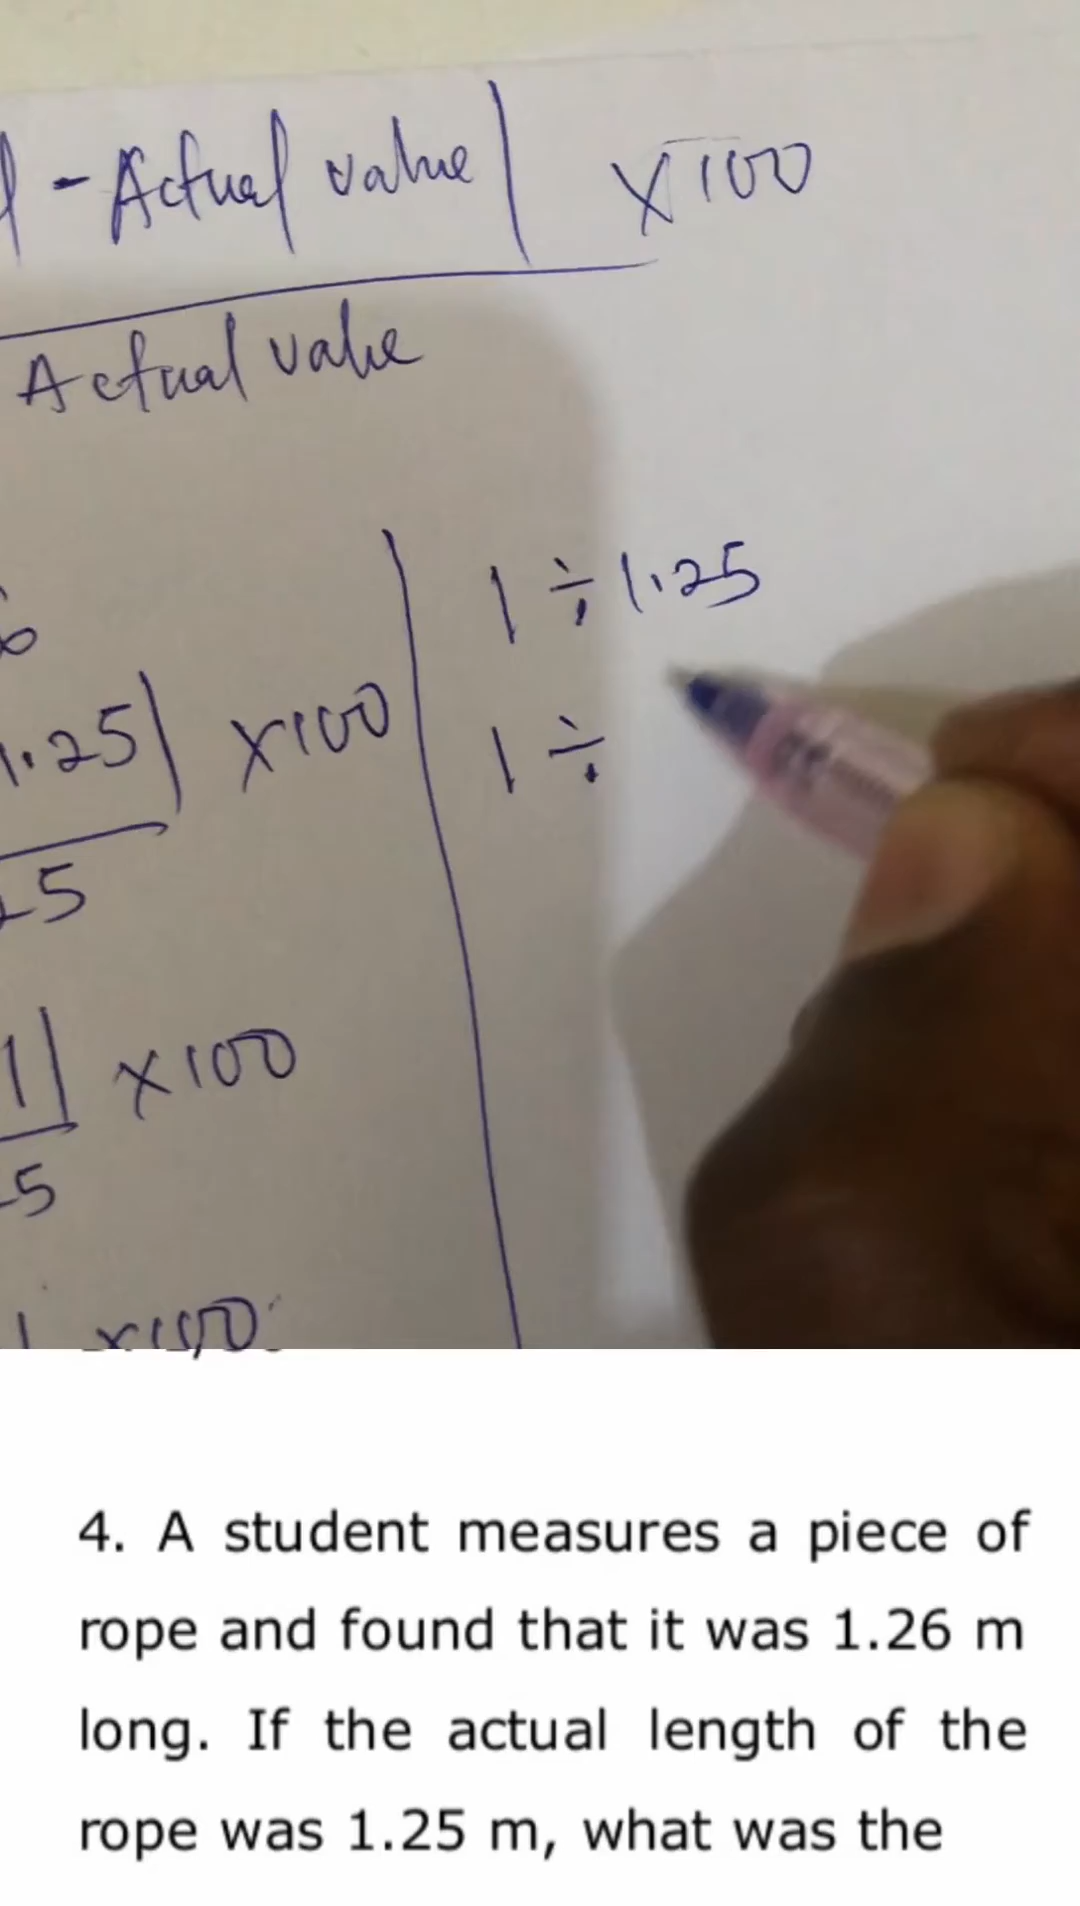 - Actual value| x100
Actual value
1 ÷ 1.25
1.25| x100
1 ÷
1| x100
1 x100
4. A student measures a piece of
rope and found that it was 1.26 m
long. If the actual length of the
rope was 1.25 m, what was the